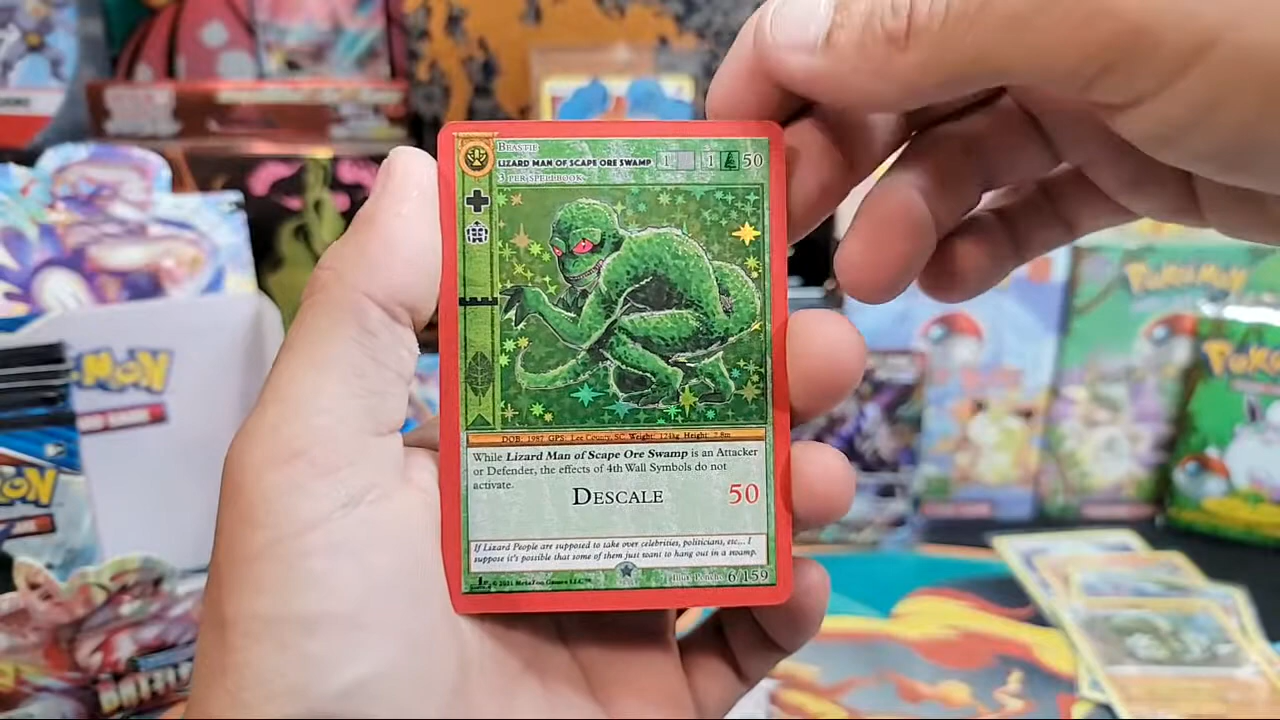 BEASTIE
LIZARD MAN OF SCAPE ORE SWAMP 1 1 50
3 PER SPELLBOOK
DOB: 1987 GPS: Lee County, SC Weight: 124kg Height: 2.8m
While Lizard Man of Scape Ore Swamp is an Attacker
or Defender, the effects of 4th Wall Symbols do not
activate.
DESCALE 50
If Lizard People are supposed to take over celebrities, politicians, etc... I
suppose it's possible that some of them just want to hang out in a swamp.
© 2021 MetaZoo Games LLC™ Illus. 6/159
POKÉMON
POKÉ